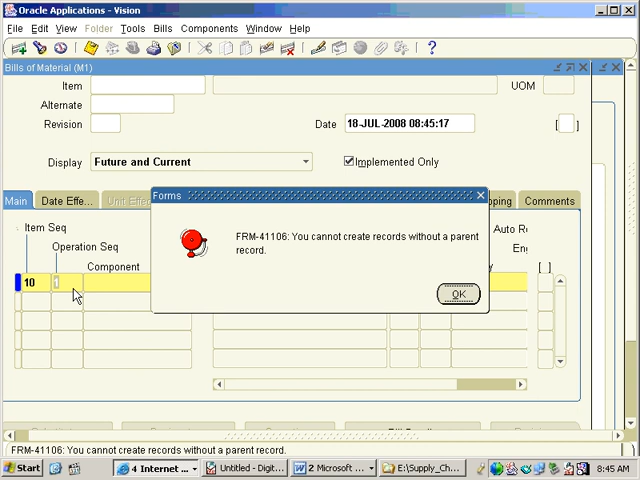 Oracle Applications - Vision
File Edit View Folder Tools Bills Components Window Help
Bills of Material (M1)
Item
UOM
Alternate
Revision
Date
18-JUL-2008 08:45:17
[ ]
Display
Future and Current
Implemented Only
Main
Date Effe...
Unit Effe
pping
Comments
Forms
FRM-41106: You cannot create records without a parent
record.
OK
Item Seq
Operation Seq
Component
Auto Re
Eng
y
[ ]
10
1
FRM-41106: You cannot create records without a parent record.
Start
4 Internet ...
Untitled - Digit...
2 Microsoft ...
E:\Supply_Ch...
8:45 AM